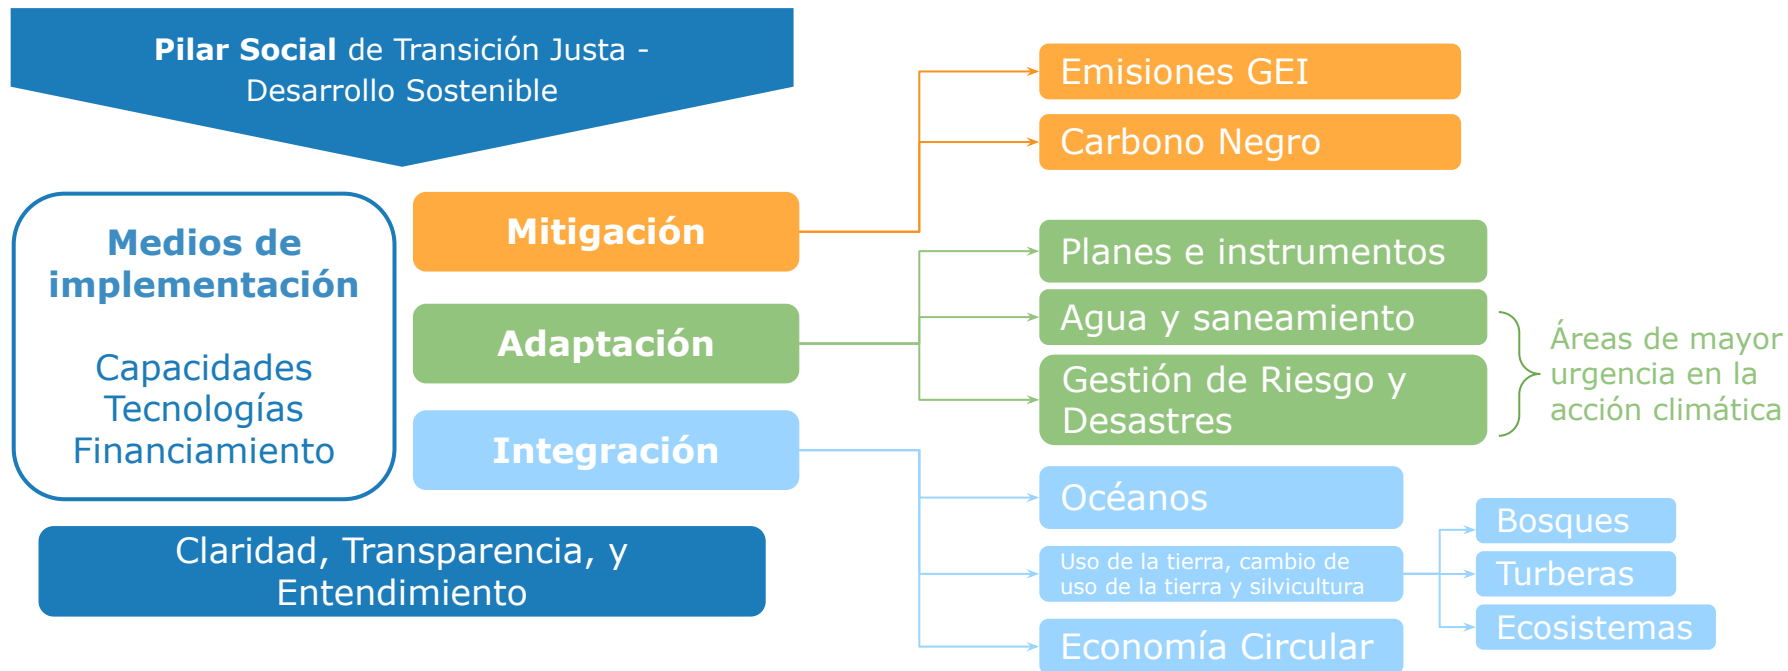 Pilar Social de Transición Justa -
Desarrollo Sostenible
Medios de
implementación
Capacidades
Tecnologías
Financiamiento
Mitigación
Adaptación
Integración
Claridad, Transparencia, y
Entendimiento
Emisiones GEI
Carbono Negro
Planes e instrumentos
Agua y saneamiento
Gestión de Riesgo y
Desastres
Áreas de mayor
urgencia en la
acción climática
Océanos
Uso de la tierra, cambio de
uso de la tierra y silvicultura
Economía Circular
Bosques
Turberas
Ecosistemas